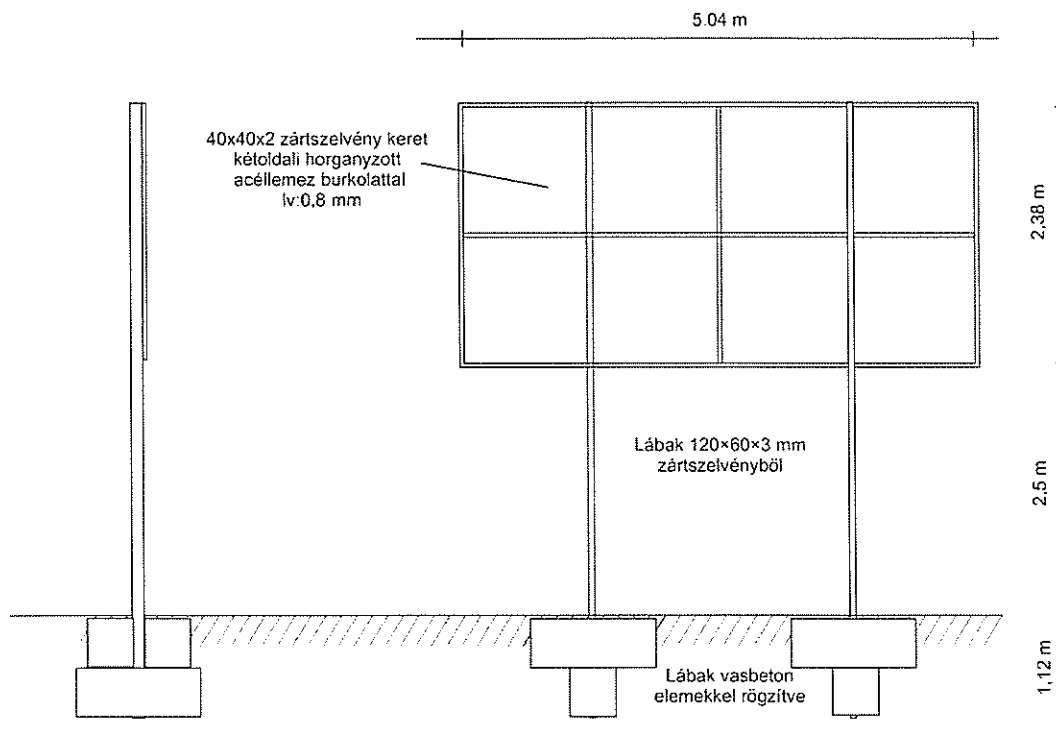 5.04 m
40x40x2 zártszelvény keret
kétoldali horganyzott
acéllemez burkolattal
lv:0,8 mm
2,38 m
Lábak 120×60×3 mm
zártszelvényből
2,5 m
Lábak vasbeton
elemekkel rögzítve
1,12 m